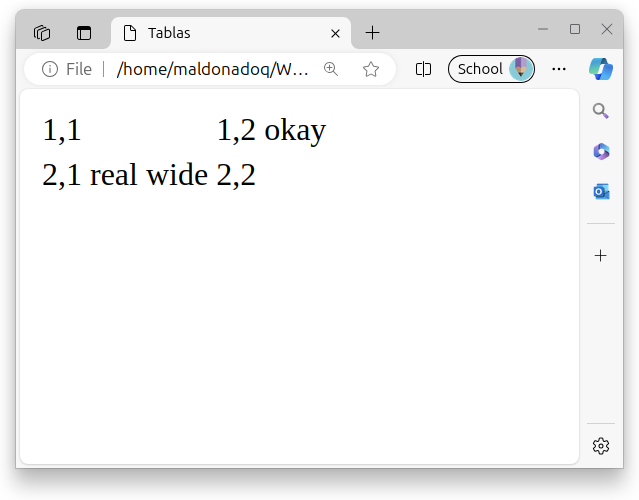 Tablas
File /home/maldonadoq/W... School
1,1 1,2 okay
2,1 real wide 2,2